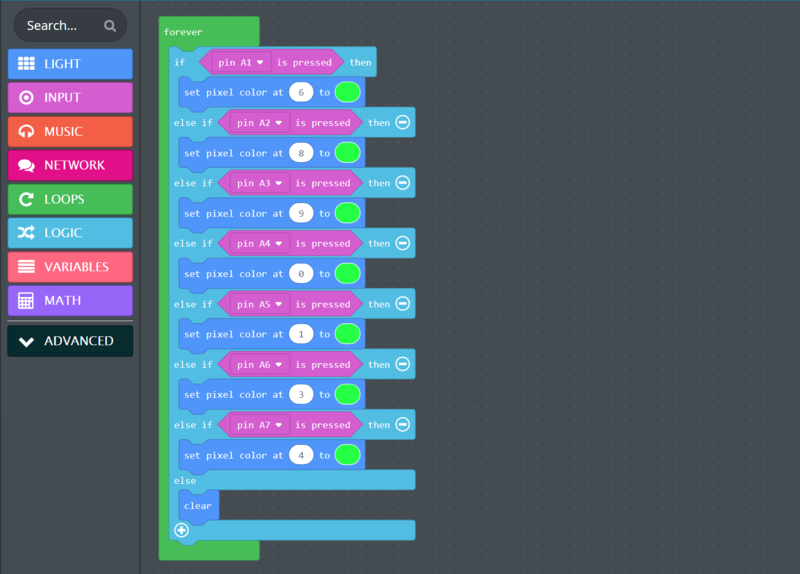 Search...
LIGHT
INPUT
MUSIC
NETWORK
LOOPS
LOGIC
VARIABLES
MATH
ADVANCED
forever
if pin A1 is pressed then
set pixel color at 6 to
else if pin A2 is pressed then
set pixel color at 8 to
else if pin A3 is pressed then
set pixel color at 9 to
else if pin A4 is pressed then
set pixel color at 0 to
else if pin A5 is pressed then
set pixel color at 1 to
else if pin A6 is pressed then
set pixel color at 3 to
else if pin A7 is pressed then
set pixel color at 4 to
else
clear